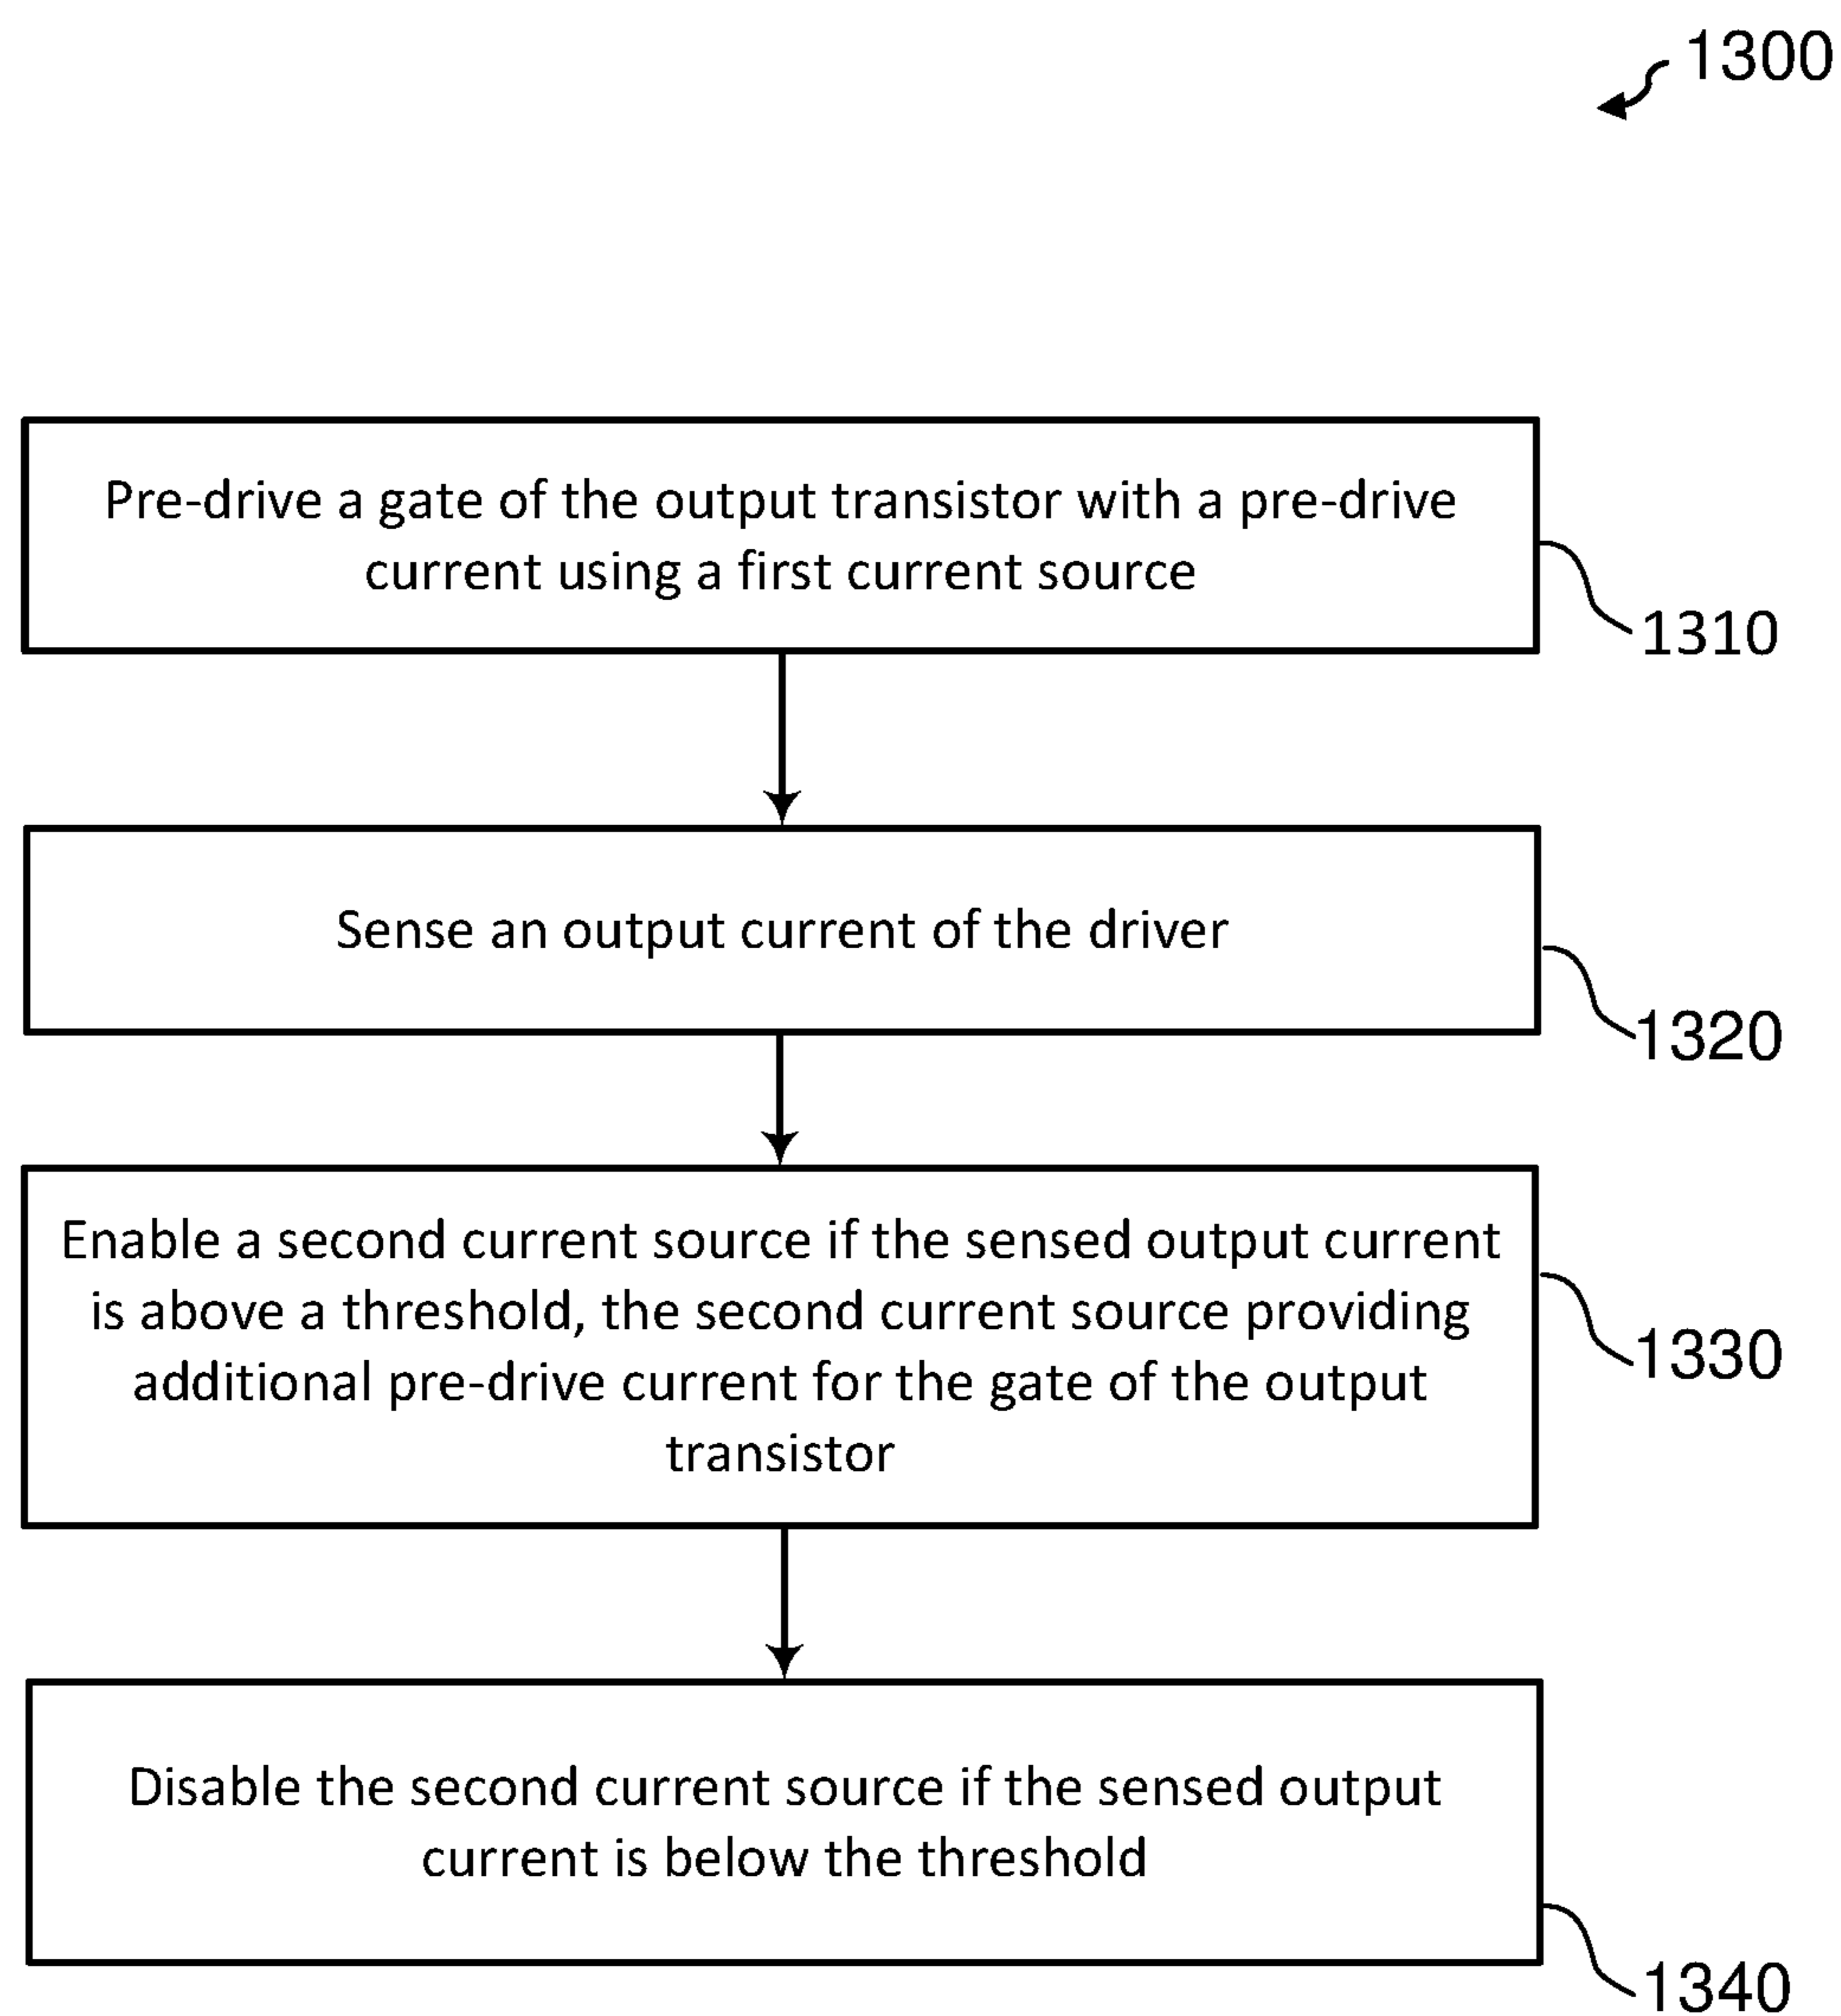 1300
Pre-drive a gate of the output transistor with a pre-drive
current using a first current source
1310
Sense an output current of the driver
1320
Enable a second current source if the sensed output current
is above a threshold, the second current source providing
additional pre-drive current for the gate of the output
transistor
1330
Disable the second current source if the sensed output
current is below the threshold
1340